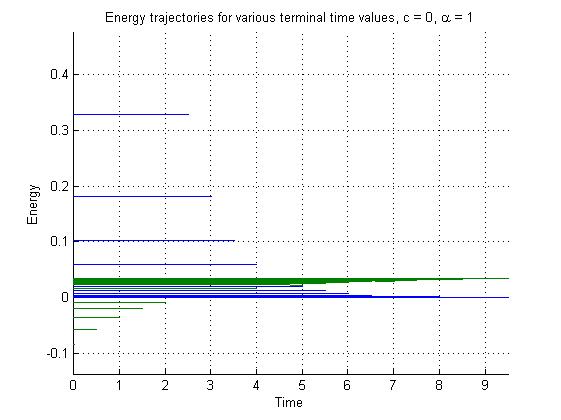 Energy trajectories for various terminal time values, c = 0, α = 1
0.4
0.3
0.2
0.1
0
-0.1
Energy
0 1 2 3 4 5 6 7 8 9
Time